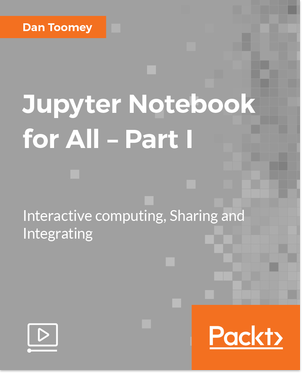 Dan Toomey
Jupyter Notebook
for All – Part I
Interactive computing, Sharing and
Integrating
Packt>